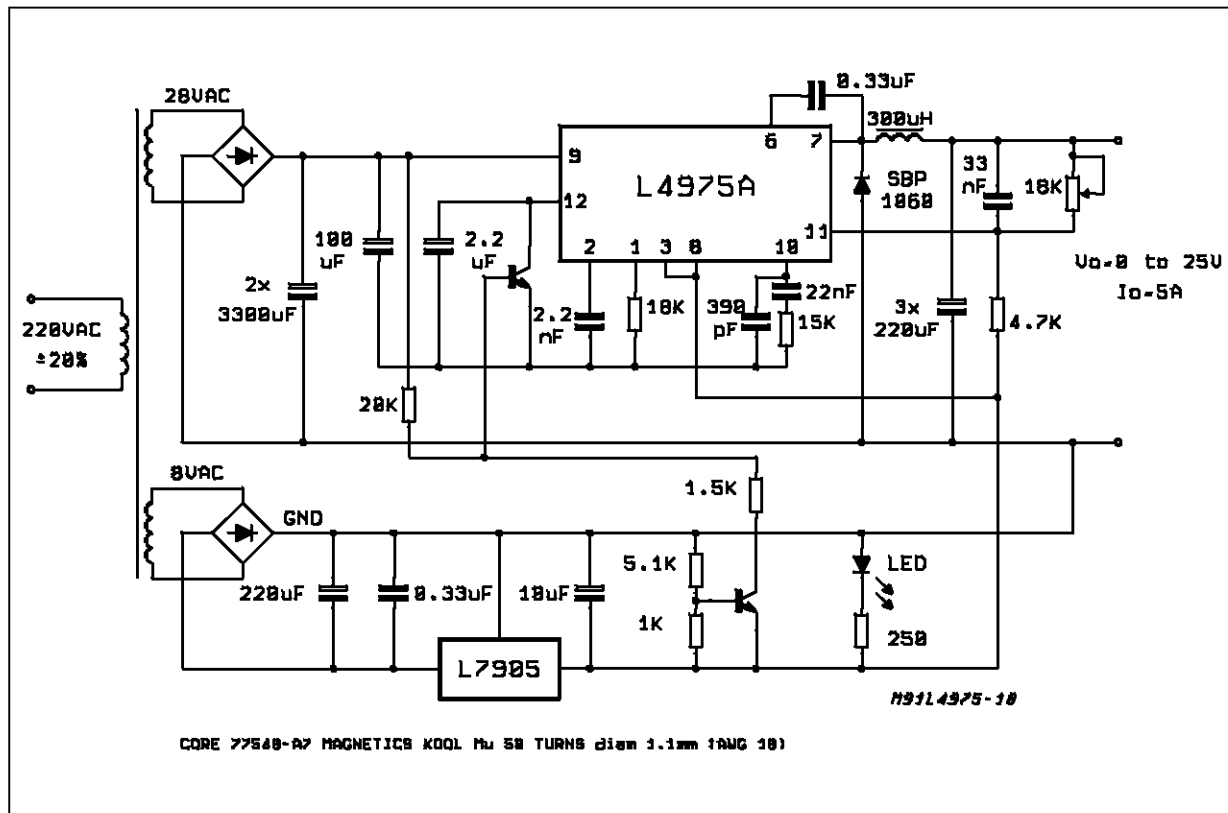 28VAC
0.33uF
300uH
6
7
9
L4975A
SBP
1060
33
nF
18K
12
11
100
uF
2.2
uF
2
1
3
8
10
Vo=0 to 25V
Io=5A
2x
3300uF
2.2
nF
18K
390
pF
22nF
15K
3x
220uF
4.7K
220VAC
±20%
20K
8VAC
1.5K
GND
5.1K
LED
220uF
0.33uF
10uF
1K
250
L7905
M91L4975-10
CORE 77548-A7 MAGNETICS KOOL Mu 50 TURNS diam 1.1mm (AWG 18)